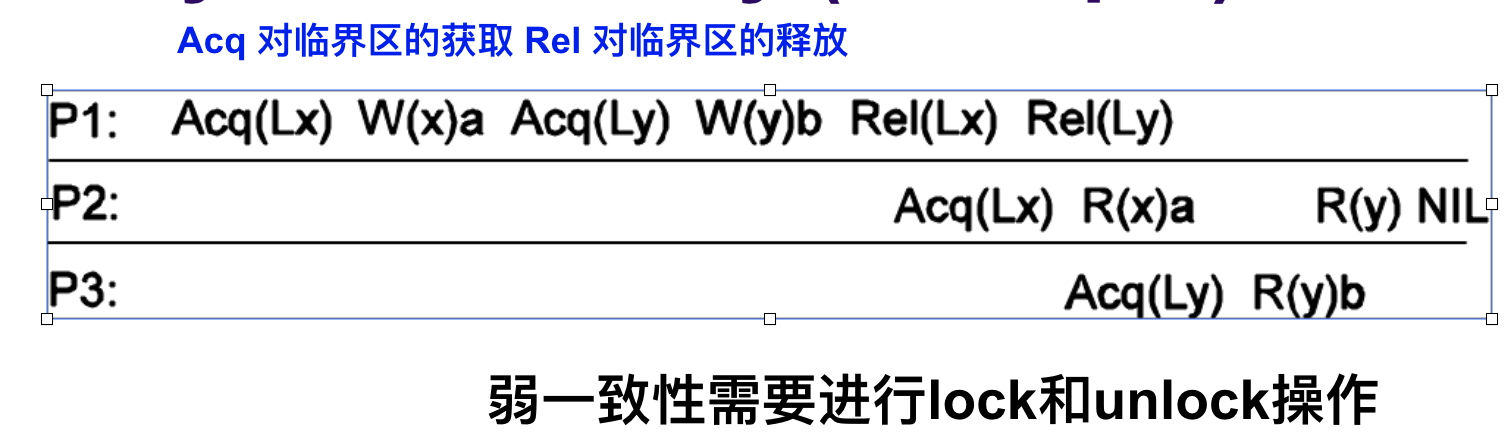 Acq 对临界区的获取 Rel 对临界区的释放
P1: Acq(Lx) W(x)a Acq(Ly) W(y)b Rel(Lx) Rel(Ly)
P2: Acq(Lx) R(x)a R(y) NIL
P3: Acq(Ly) R(y)b
弱一致性需要进行lock和unlock操作